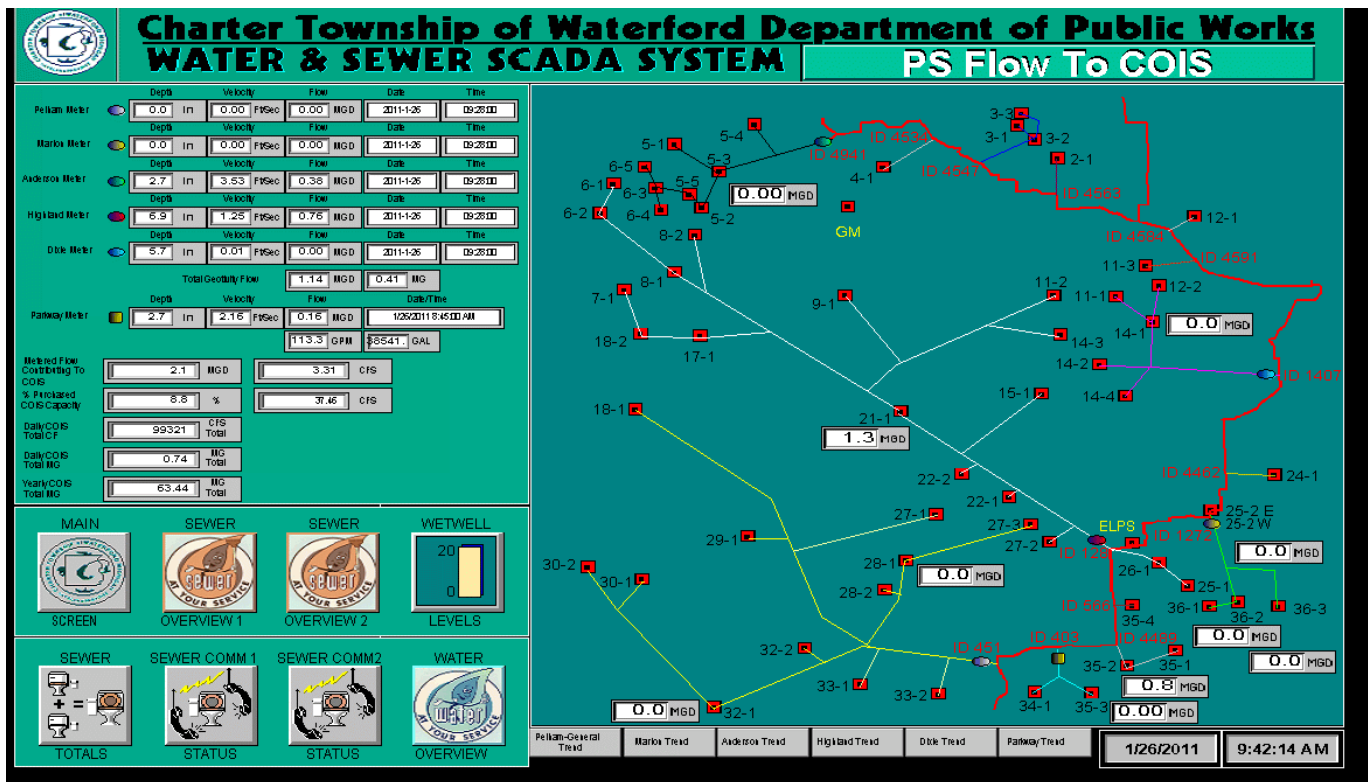 Charter Township of Waterford Department of Public Works
WATER & SEWER SCADA SYSTEM
PS Flow To COIS
Depth Velocity Flow Date Time
Pelham Meter 0.0 In 0.00 Ft/Sec 0.00 MGD 2011-1-26 09:28:00
Depth Velocity Flow Date Time
Marion Meter 0.0 In 0.00 Ft/Sec 0.00 MGD 2011-1-26 09:28:00
Depth Velocity Flow Date Time
Anderson Meter 2.7 In 3.53 Ft/Sec 0.38 MGD 2011-1-26 09:28:00
Depth Velocity Flow Date Time
Highland Meter 6.9 In 1.25 Ft/Sec 0.76 MGD 2011-1-26 09:28:00
Depth Velocity Flow Date Time
Dixie Meter 5.7 In 0.01 Ft/Sec 0.00 MGD 2011-1-26 09:28:00
Total Geotivity Flow 1.14 MGD 0.41 MG
Depth Velocity Flow Date/Time
Parkway Meter 2.7 In 2.16 Ft/Sec 0.16 MGD 1/26/2011 8:45:00 AM
113.3 GPM 38541. GAL
Metered Flow
Contributing To
COIS
2.1 MGD 3.31 CFS
% Purchased
COIS Capacity
8.8 % 37.46 CFS
Daily COIS
Total CF
99321 CFS
Total
Daily COIS
Total MG
0.74 MG
Total
Yearly COIS
Total MG
63.44 MG
Total
MAIN
SCREEN
SEWER
SEWER
AT YOUR SERVICE
OVERVIEW 1
SEWER
SEWER
AT YOUR SERVICE
OVERVIEW 2
WETWELL
20
0
LEVELS
SEWER
+ =
TOTALS
SEWER COMM 1
STATUS
SEWER COMM2
STATUS
WATER
Water
AT YOUR SERVICE
OVERVIEW
3-3
3-1
3-2
5-4
5-1
ID 4941
ID 4534
ID 4547
2-1
4-1
5-3
6-5
6-1
5-5
6-3
0.00 MGD
ID 4563
6-2
6-4
5-2
GM
12-1
8-2
ID 4584
ID 4591
8-1
11-3
7-1
9-1
11-2
11-1
12-2
18-2
17-1
14-3
14-1
0.0 MGD
14-2
ID 1407
18-1
15-1
14-4
21-1
1.3 MGD
22-2
ID 4482
24-1
22-1
27-1
27-3
ELPS
25-2 E
25-2 W
29-1
27-2
ID 128
ID 1272
0.0 MGD
30-2
30-1
28-1
0.0 MGD
26-1
28-2
25-1
ID 566
35-4
36-1
36-2
36-3
0.0 MGD
32-2
ID 451
ID 403
ID 4489
0.0 MGD
33-1
33-2
35-2
35-1
0.8 MGD
0.0 MGD
32-1
34-1
35-3
0.00 MGD
Pelham-General
Trend
Marion Trend
Anderson Trend
Highland Trend
Dixie Trend
Parkway Trend
1/26/2011
9:42:14 AM